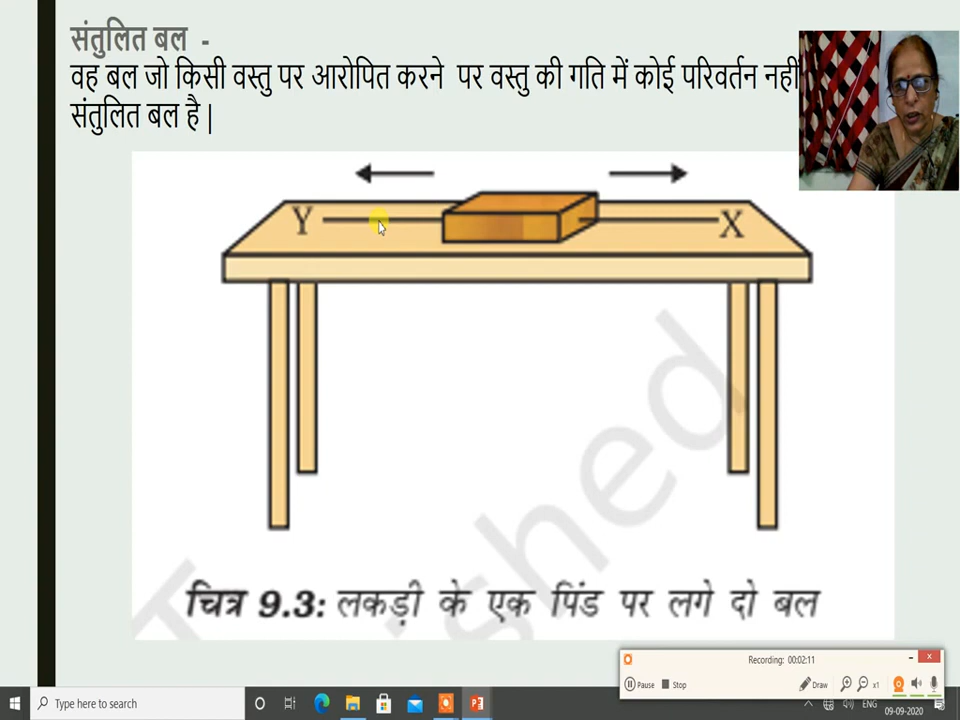 संतुलित बल -
वह बल जो किसी वस्तु पर आरोपित करने पर वस्तु की गति में कोई परिवर्तन नहीं
संतुलित बल है |
Y
X
चित्र 9.3: लकड़ी के एक पिंड पर लगे दो बल
Recording: 00:02:11
Pause Stop Draw x1
Type here to search
ENG
09-09-2020